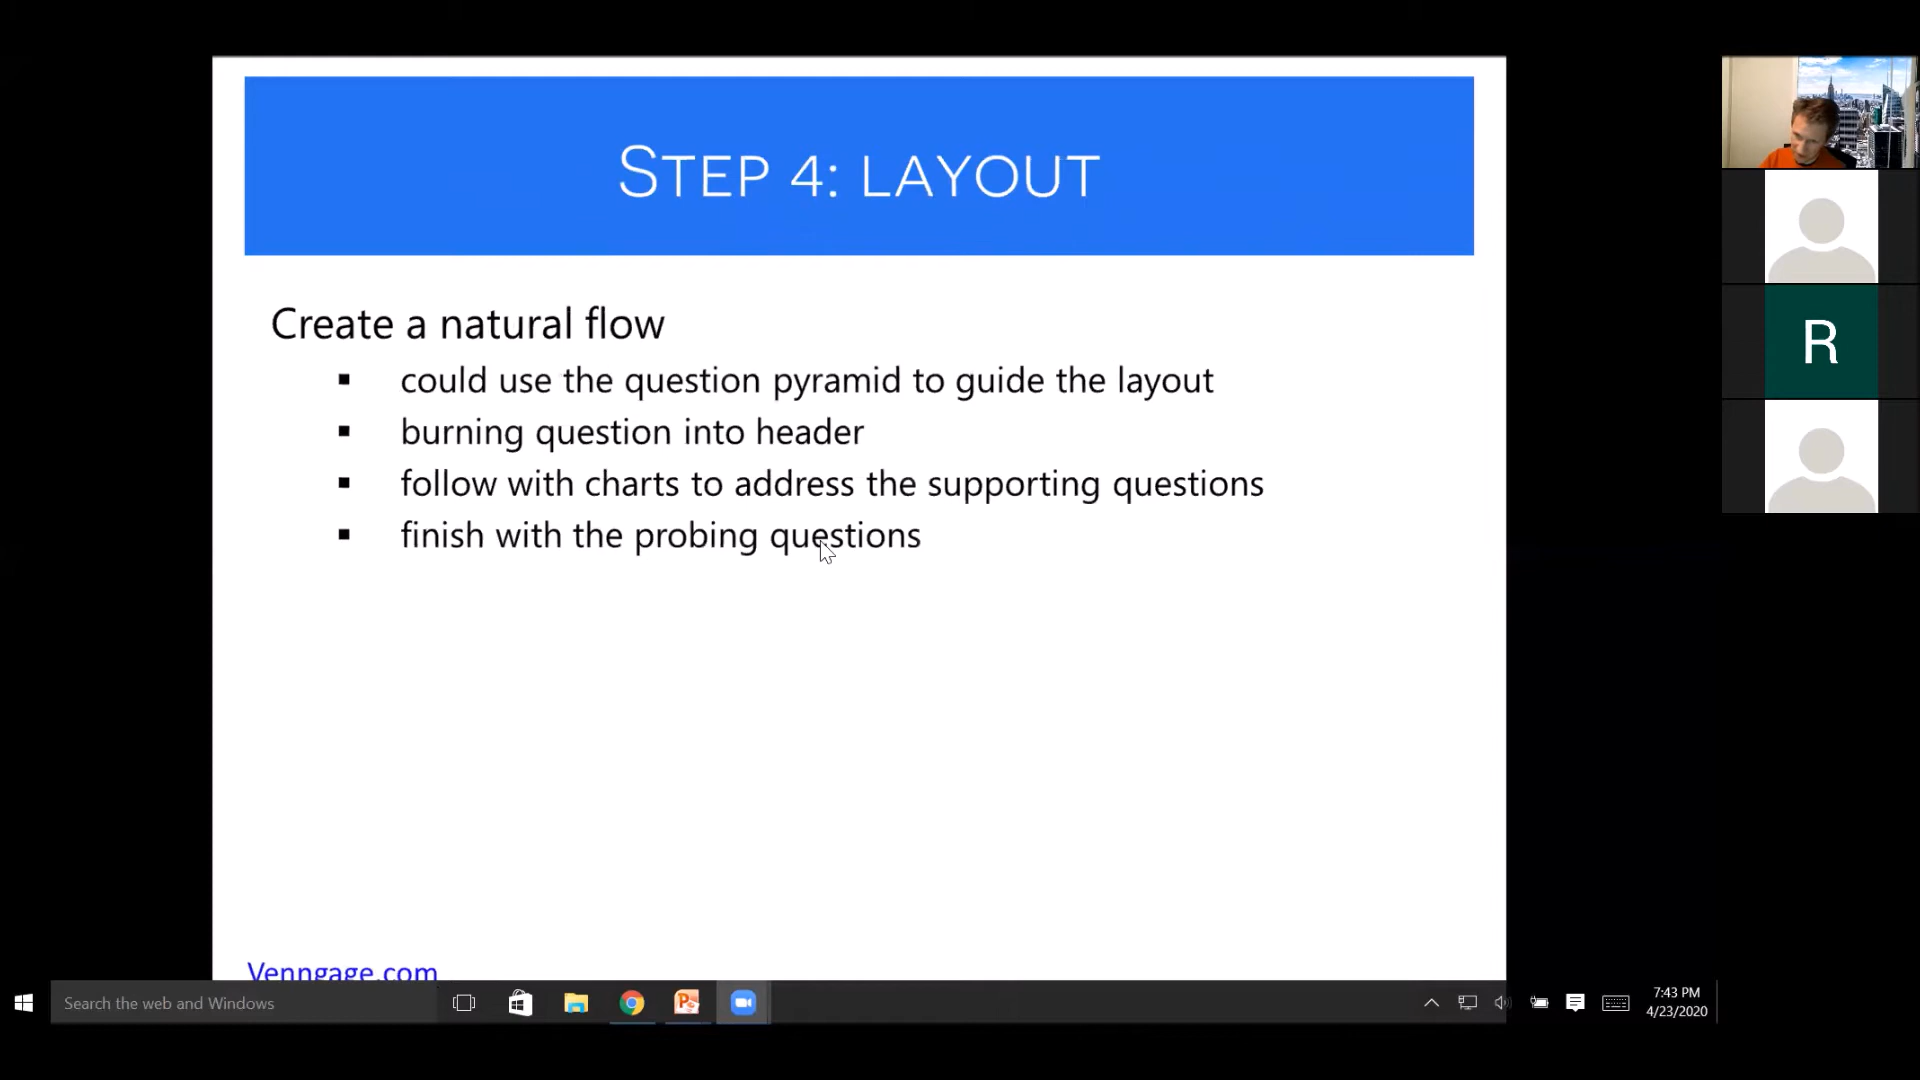 STEP 4: LAYOUT
Create a natural flow
▪ could use the question pyramid to guide the layout
▪ burning question into header
▪ follow with charts to address the supporting questions
▪ finish with the probing questions
Venngage.com
R
Search the web and Windows
7:43 PM
4/23/2020